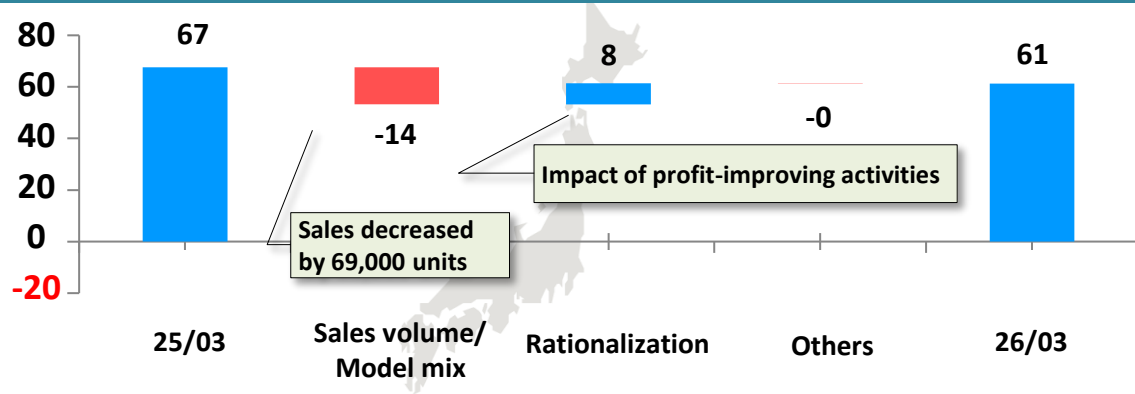 80
60
40
20
0
-20
67
-14
8
-0
61
Sales decreased
by 69,000 units
Impact of profit-improving activities
25/03
Sales volume/
Model mix
Rationalization
Others
26/03